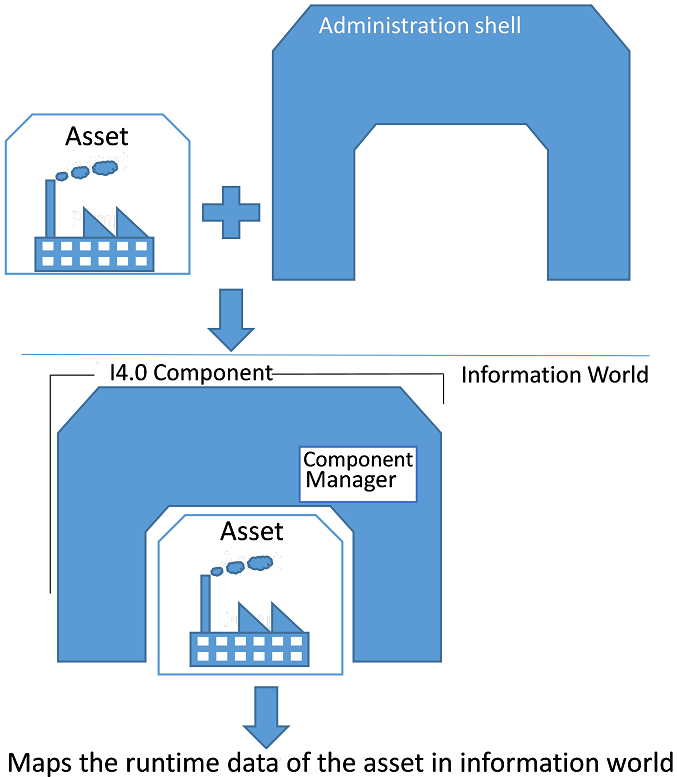 Administration shell
Asset
I4.0 Component
Information World
Component
Manager
Asset
Maps the runtime data of the asset in information world